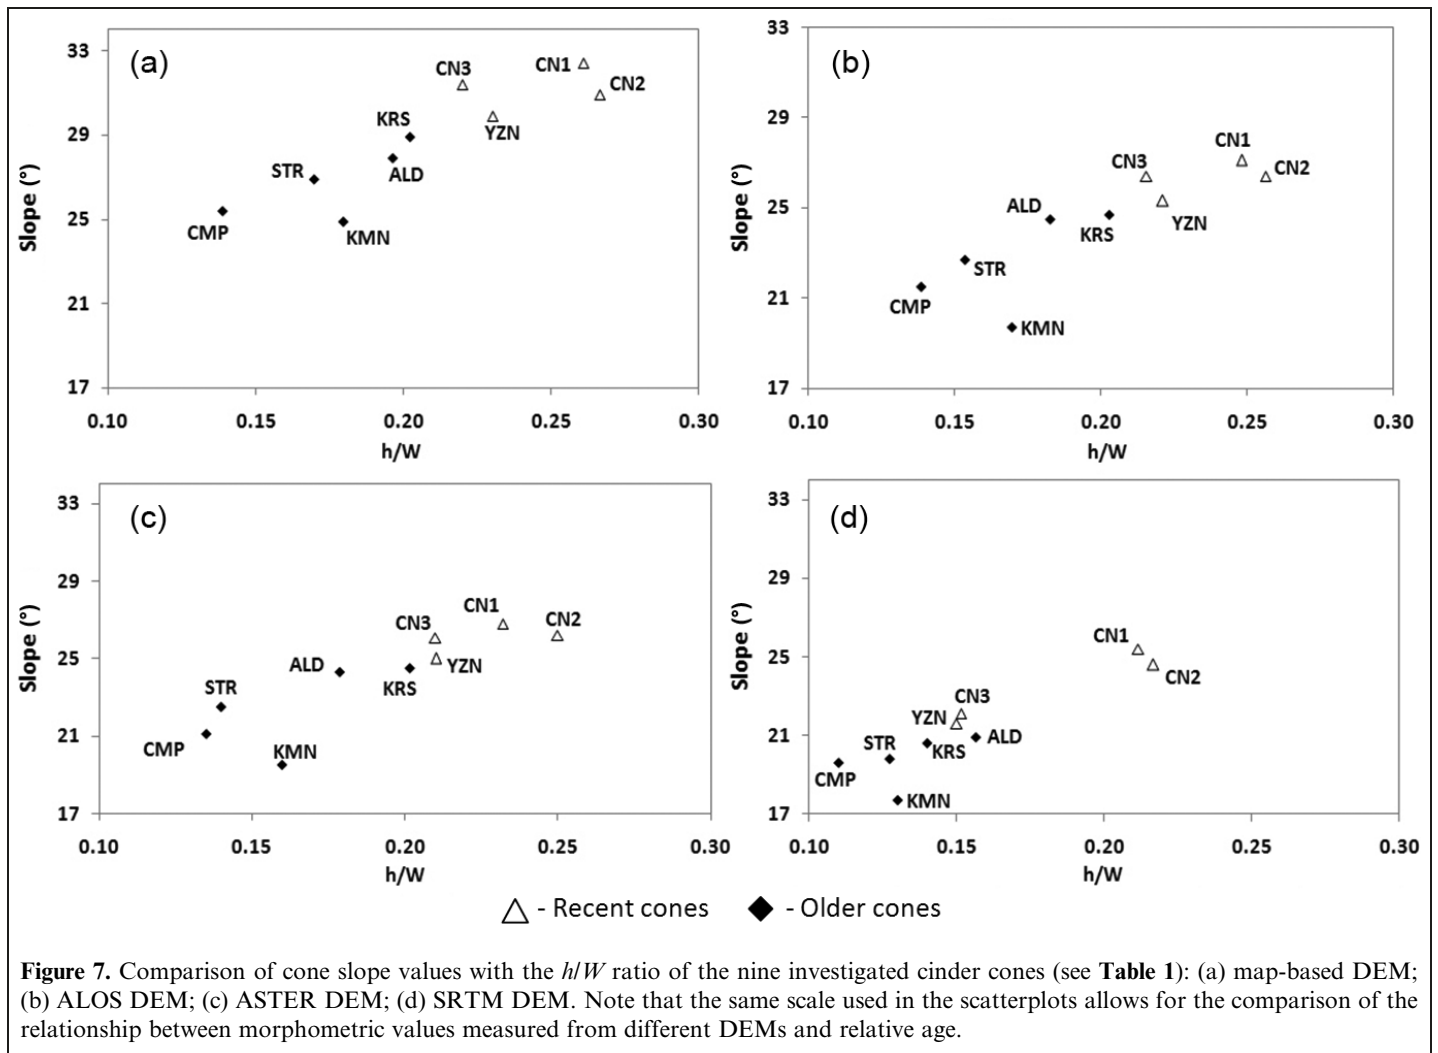 (a)
33
29
25
21
17
Slope (°)
0.10 0.15 0.20 0.25 0.30
h/W
CN3
CN1
CN2
KRS
YZN
STR
ALD
CMP
KMN
(b)
33
29
25
21
17
Slope (°)
0.10 0.15 0.20 0.25 0.30
h/W
CN1
CN3
CN2
ALD
YZN
KRS
STR
CMP
KMN
(c)
33
29
25
21
17
Slope (°)
0.10 0.15 0.20 0.25 0.30
h/W
CN1
CN3
CN2
ALD
YZN
STR
KRS
CMP
KMN
(d)
33
29
25
21
17
Slope (°)
0.10 0.15 0.20 0.25 0.30
h/W
CN1
CN2
CN3
YZN
ALD
STR
KRS
CMP
KMN
- Recent cones - Older cones
Figure 7. Comparison of cone slope values with the h/W ratio of the nine investigated cinder cones (see Table 1): (a) map-based DEM;
(b) ALOS DEM; (c) ASTER DEM; (d) SRTM DEM. Note that the same scale used in the scatterplots allows for the comparison of the
relationship between morphometric values measured from different DEMs and relative age.